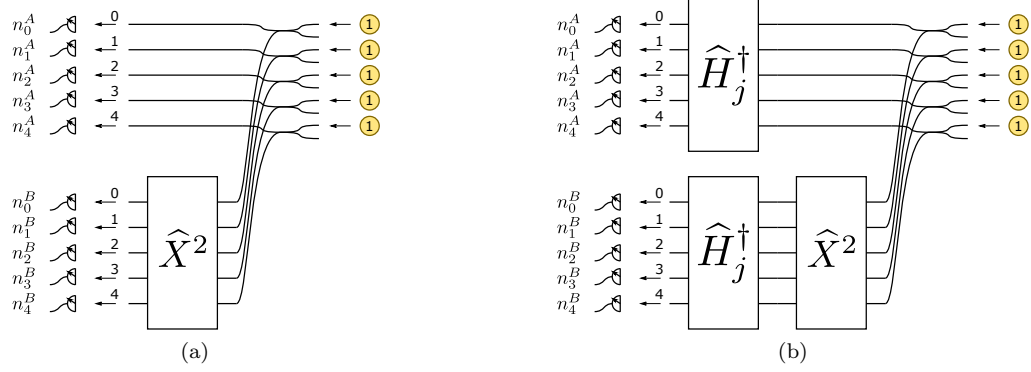 n_0^A 0 1
n_1^A 1 1
n_2^A 2 1
n_3^A 3 1
n_4^A 4 1
n_0^B 0
n_1^B 1
n_2^B 2
n_3^B 3
n_4^B 4
X̂^2
(a)
n_0^A 0 1
n_1^A 1 1
n_2^A 2 1
n_3^A 3 1
n_4^A 4 1
Ĥ_j^†
n_0^B 0
n_1^B 1
n_2^B 2
n_3^B 3
n_4^B 4
Ĥ_j^† X̂^2
(b)